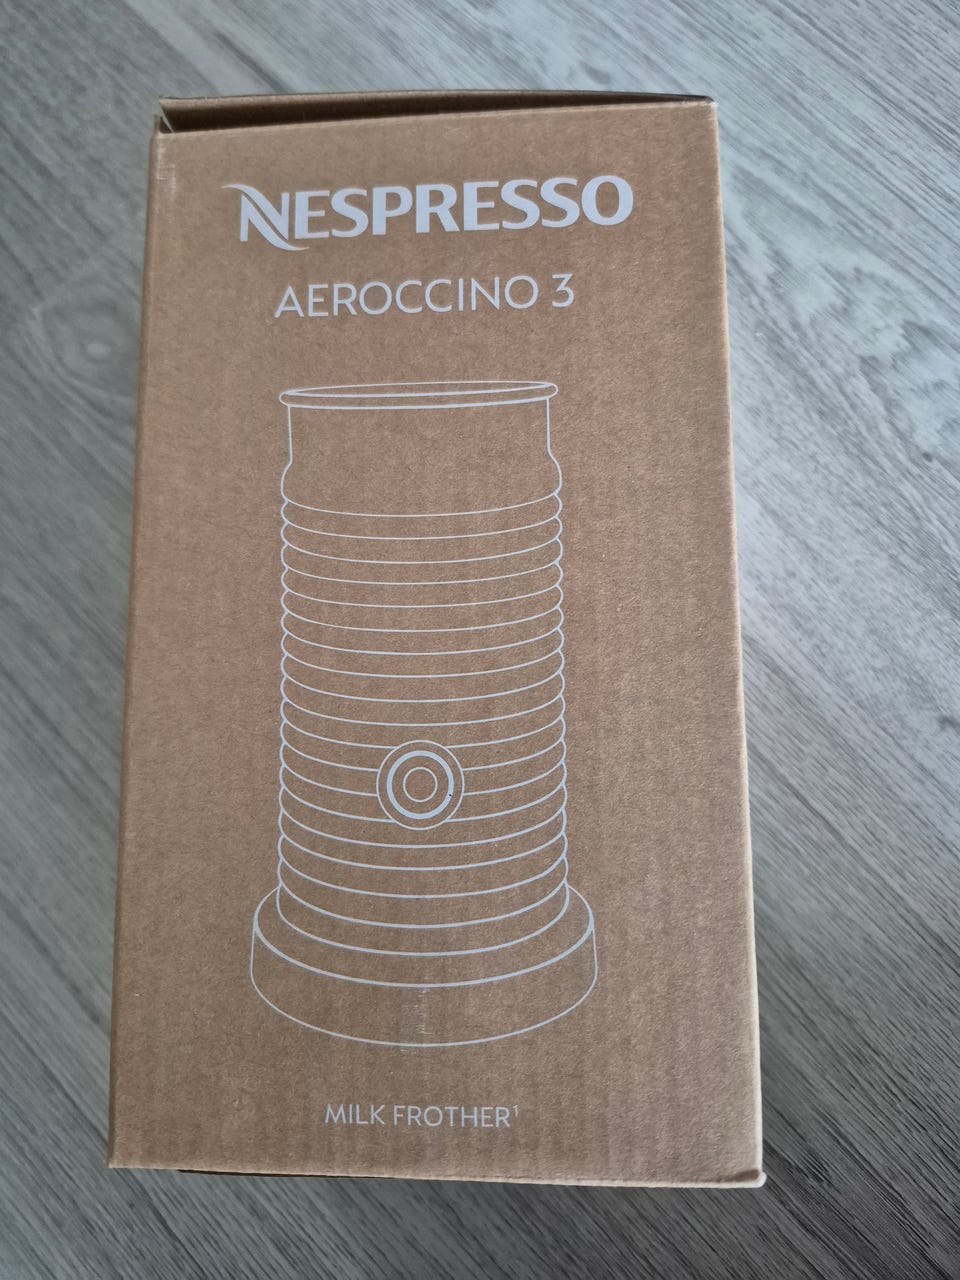 NESPRESSO
AEROCCINO 3
MILK FROTHER¹